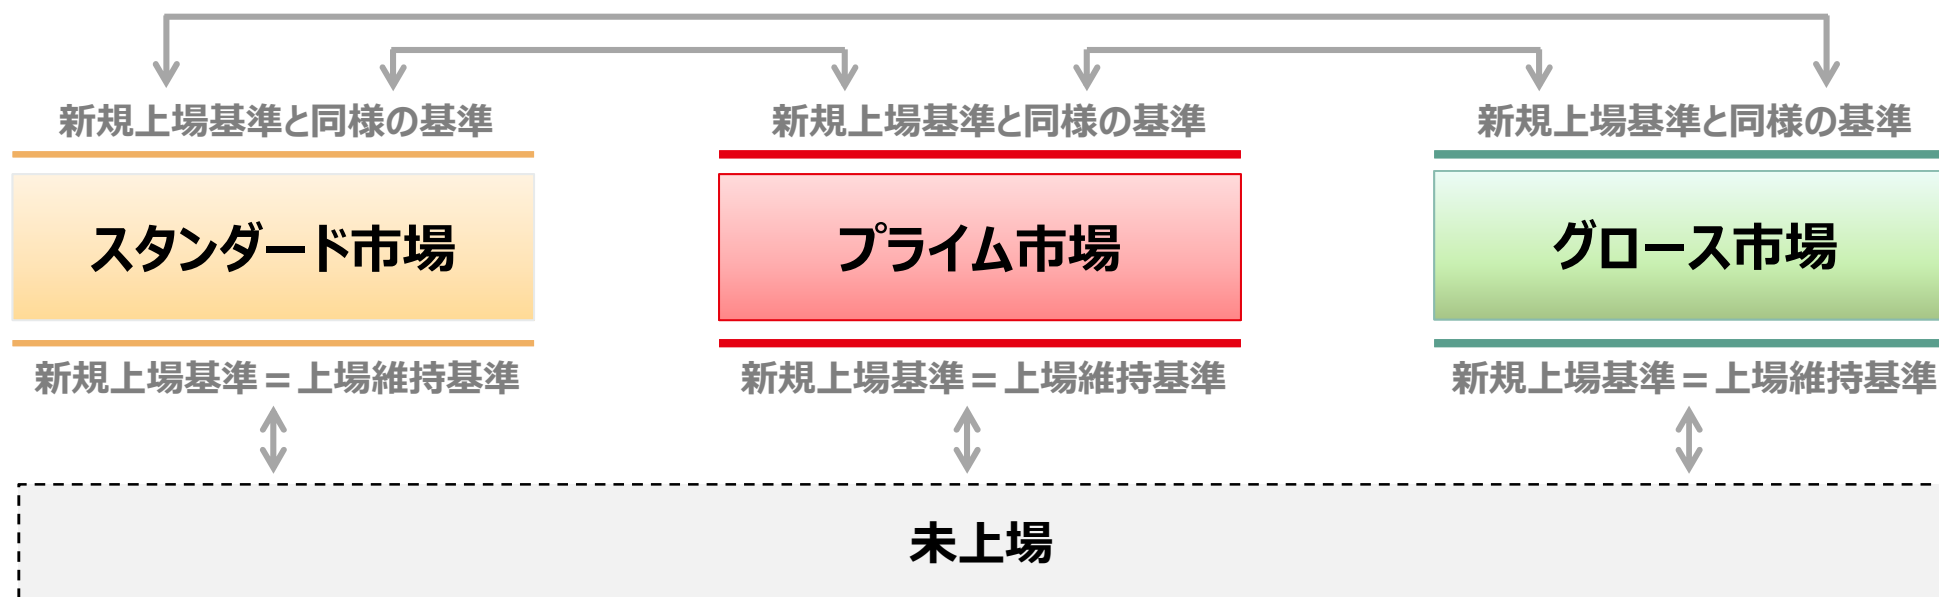 新規上場基準と同様の基準
新規上場基準と同様の基準
新規上場基準と同様の基準
スタンダード市場
プライム市場
グロース市場
新規上場基準＝上場維持基準
新規上場基準＝上場維持基準
新規上場基準＝上場維持基準
未上場